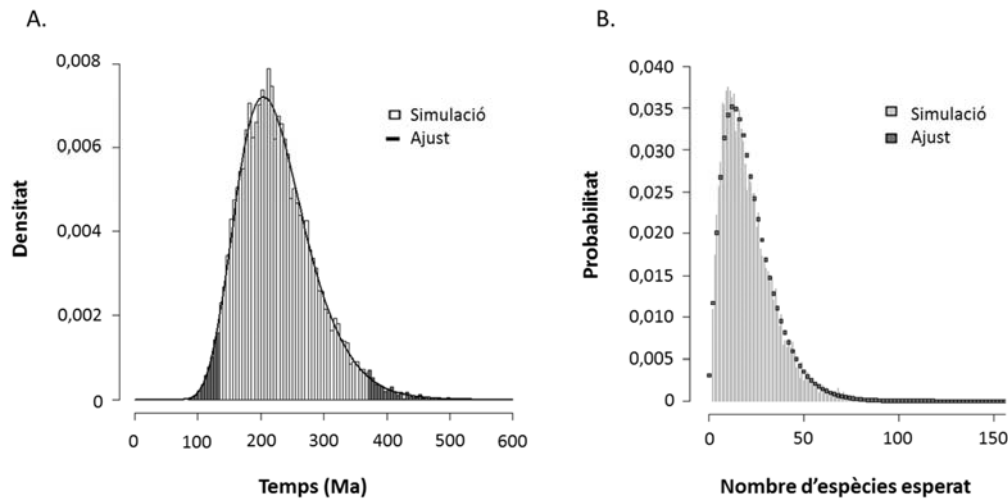 A.
0,008
0,006
0,004
0,002
0
Densitat
Simulació
Ajust
0 100 200 300 400 500 600
Temps (Ma)
B.
0,040
0,035
0,030
0,025
0,020
0,015
0,010
0,005
0
Probabilitat
Simulació
Ajust
0 50 100 150
Nombre d'espècies esperat